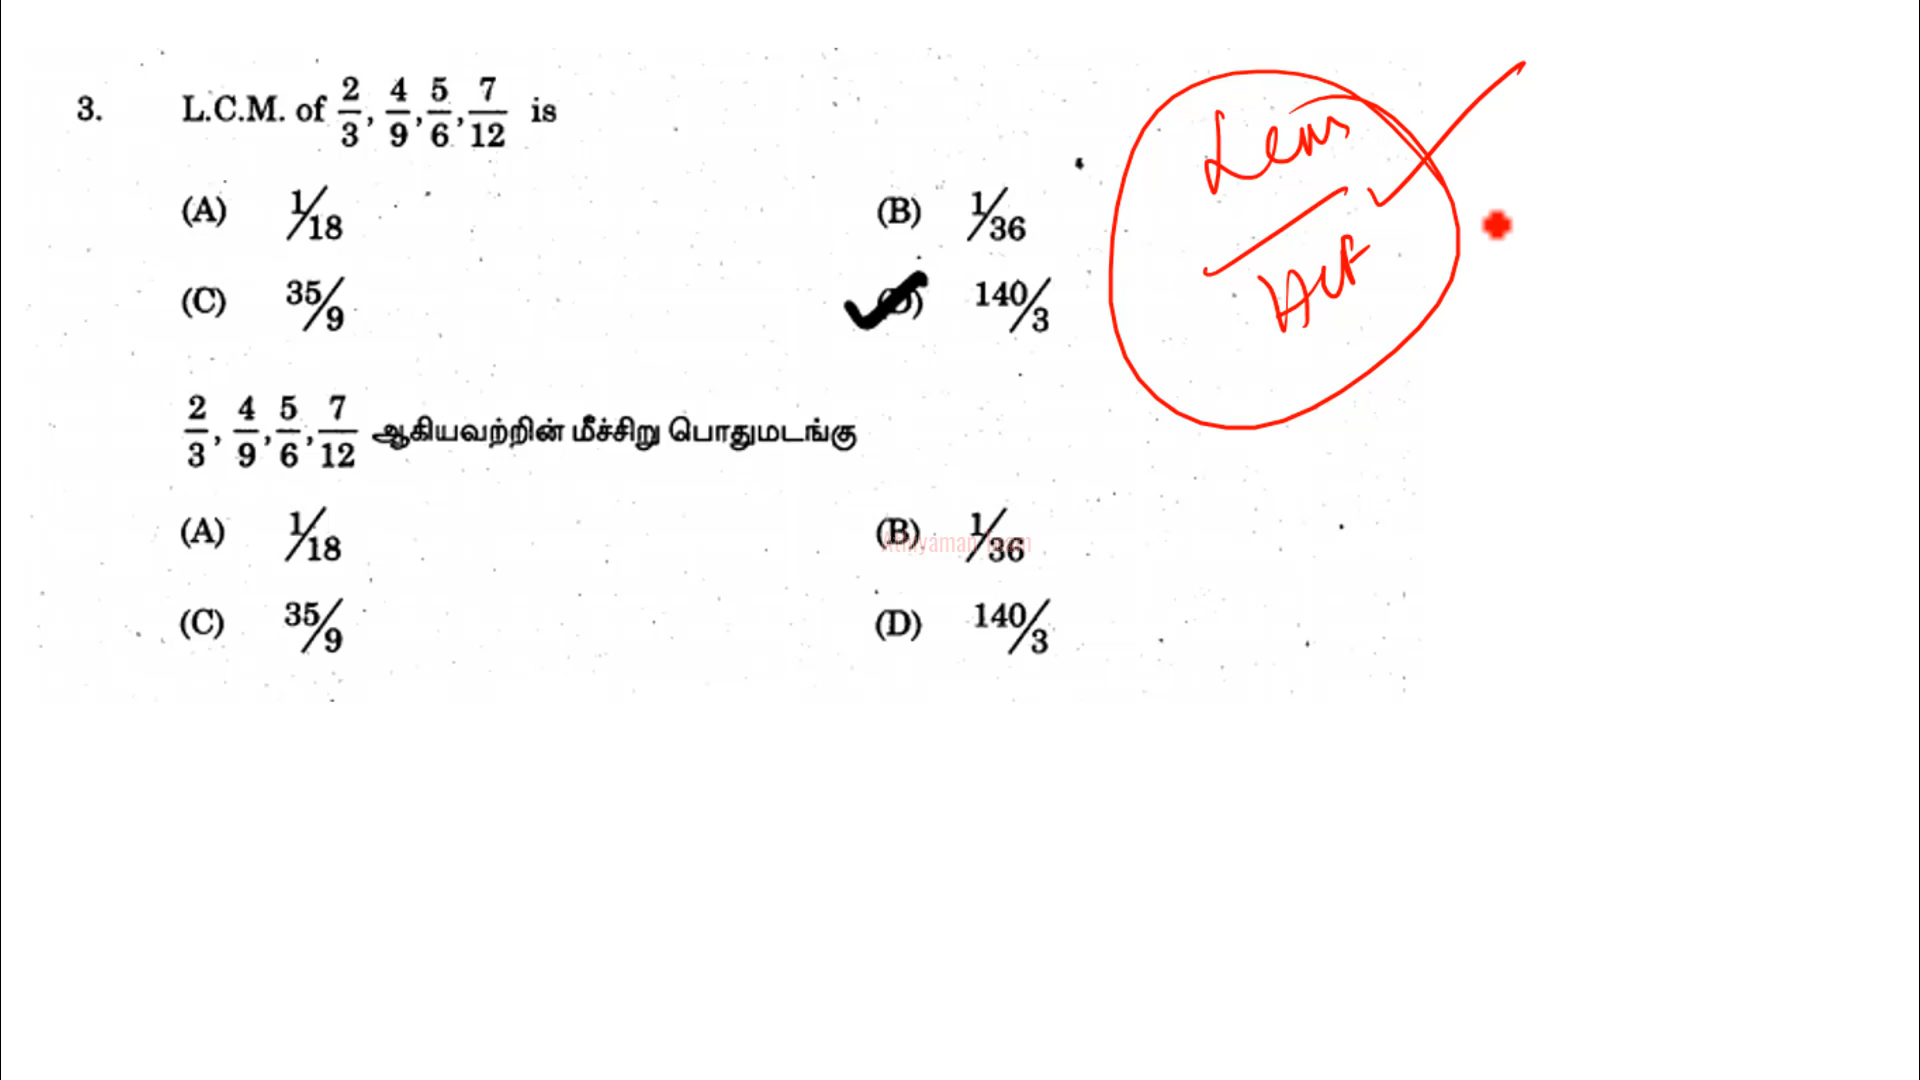 3. L.C.M. of 2/3, 4/9, 5/6, 7/12 is
(A) 1/18 (B) 1/36
(C) 35/9 (D) 140/3
2/3, 4/9, 5/6, 7/12 ஆகியவற்றின் மீச்சிறு பொதுமடங்கு
(A) 1/18 (B) 1/36
Athiyaman Team
(C) 35/9 (D) 140/3
Lcm
Hcf